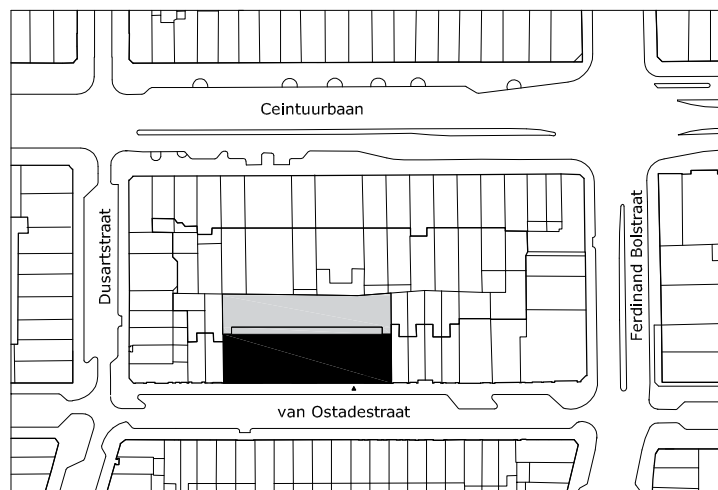 Ceintuurbaan
Dusartstraat
Ferdinand Bolstraat
van Ostadestraat